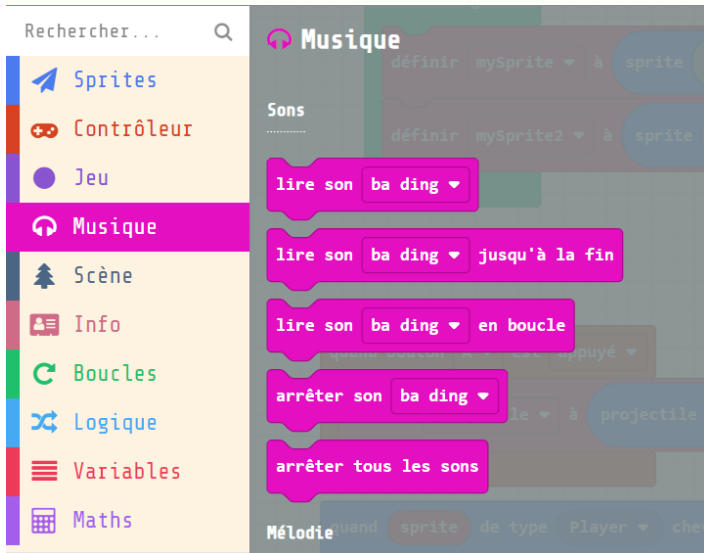 Rechercher...
Sprites
Contrôleur
Jeu
Musique
Scène
Info
Boucles
Logique
Variables
Maths
Musique
Sons
lire son ba ding
lire son ba ding jusqu'à la fin
lire son ba ding en boucle
arrêter son ba ding
arrêter tous les sons
Mélodie
définir mySprite à sprite
définir mySprite2 à sprite
quand bouton A est appuyé
le à projectile
quand sprite de type Player che